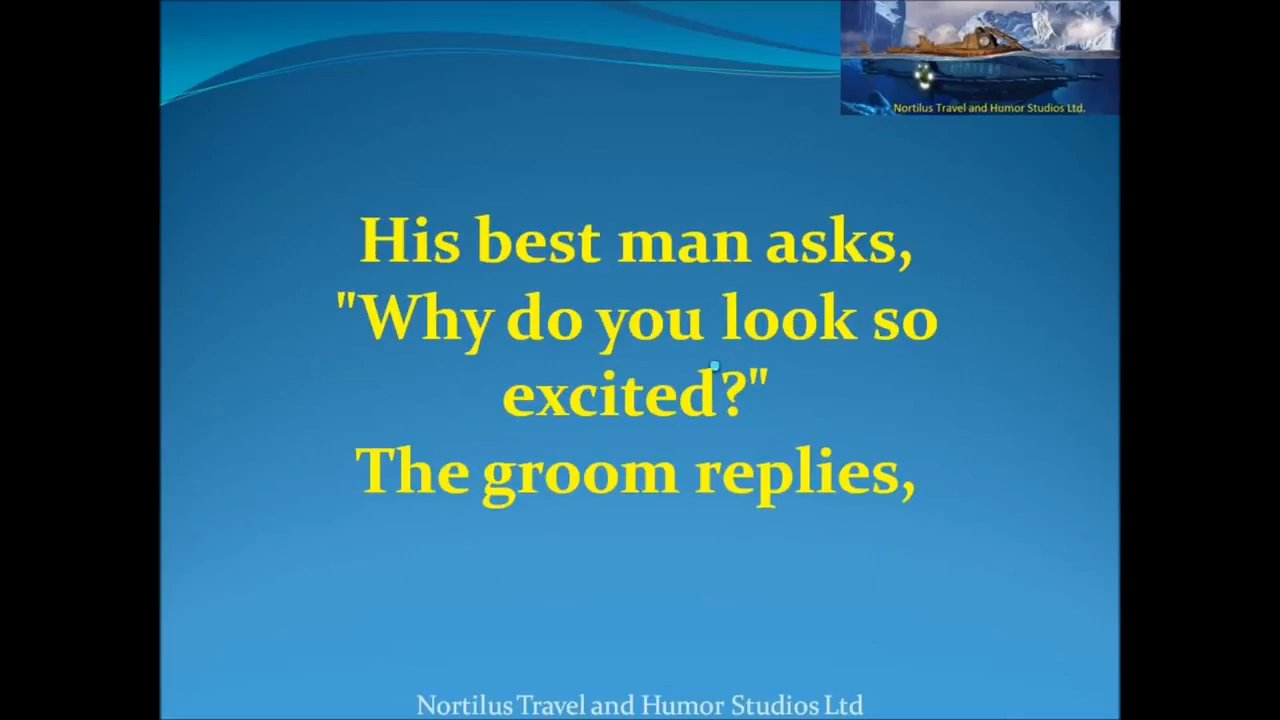 Nortilus Travel and Humor Studios Ltd.
His best man asks,
"Why do you look so
excited?"
The groom replies,
Nortilus Travel and Humor Studios Ltd